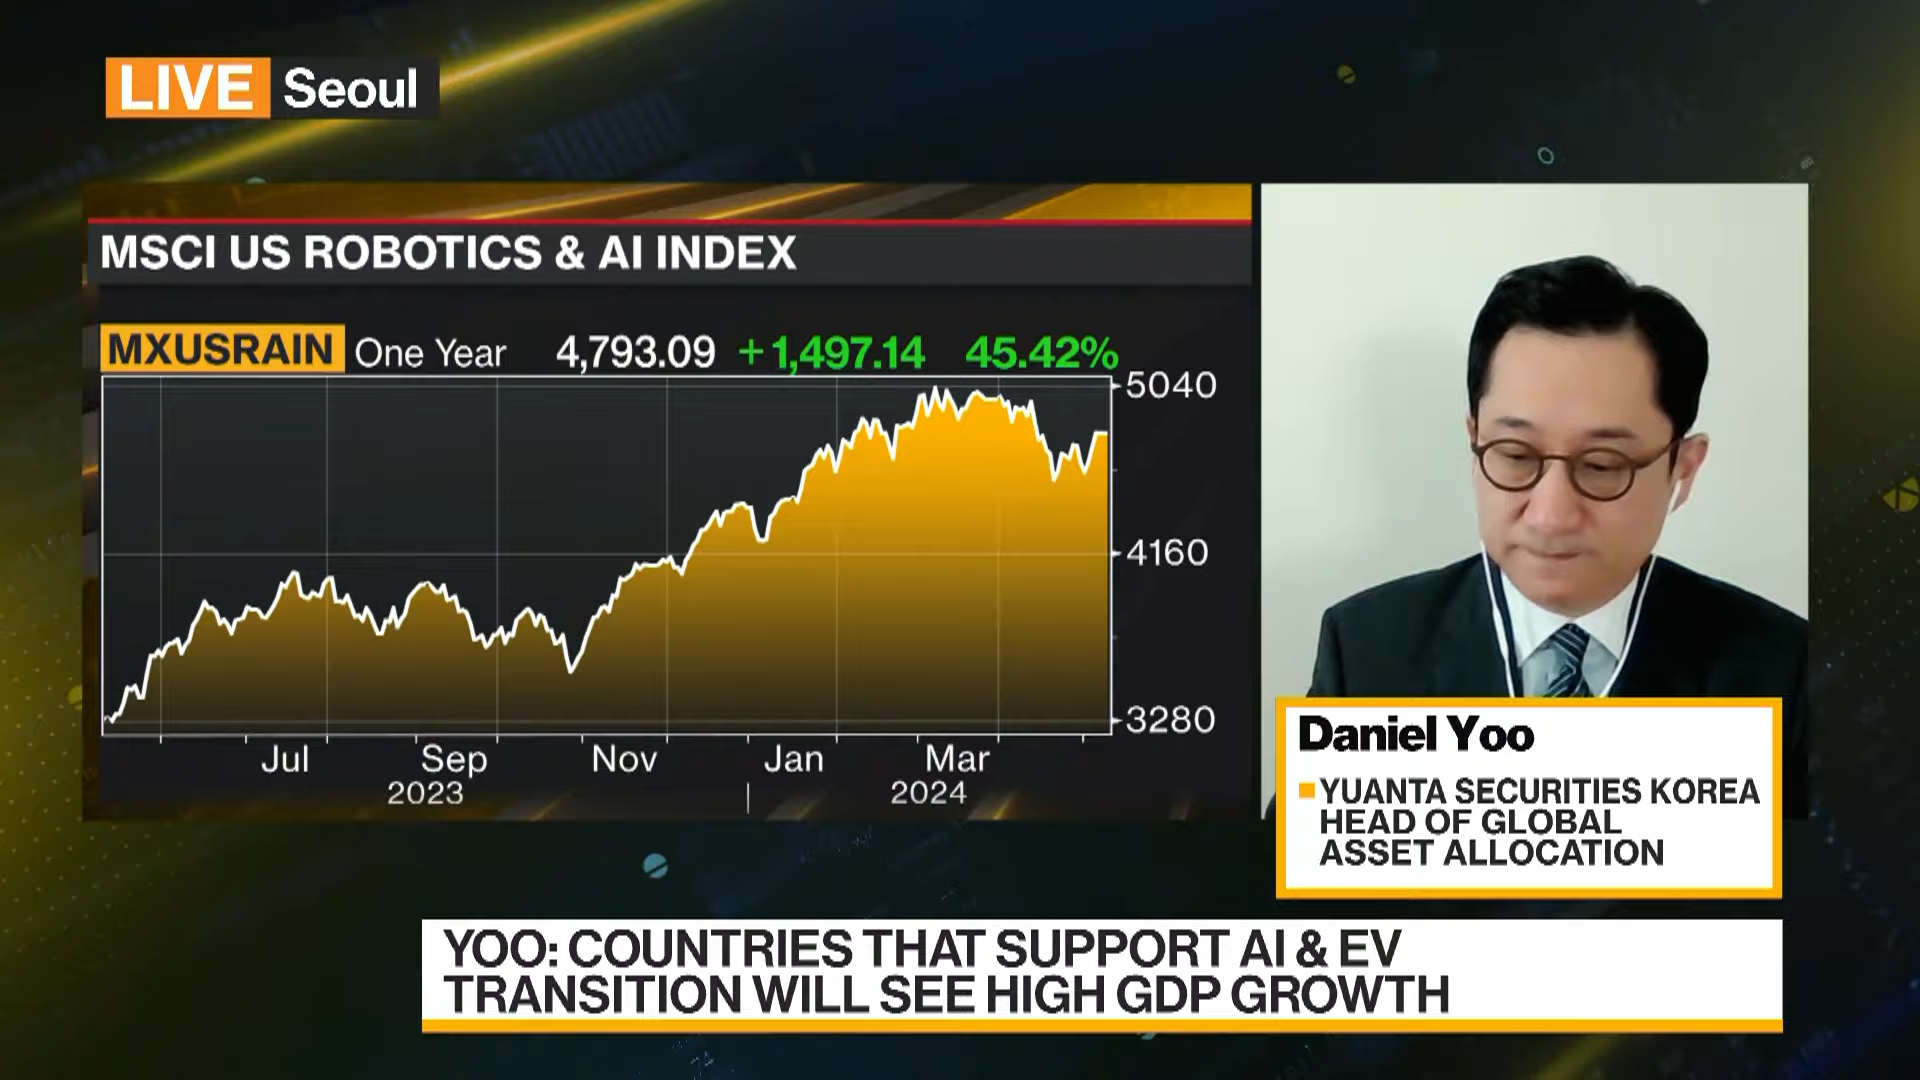 LIVE Seoul
MSCI US ROBOTICS & AI INDEX
MXUSRAIN One Year 4,793.09 +1,497.14 45.42%
5040
4160
3280
Jul Sep Nov Jan Mar
2023 2024
Daniel Yoo
YUANTA SECURITIES KOREA
HEAD OF GLOBAL
ASSET ALLOCATION
YOO: COUNTRIES THAT SUPPORT AI & EV
TRANSITION WILL SEE HIGH GDP GROWTH